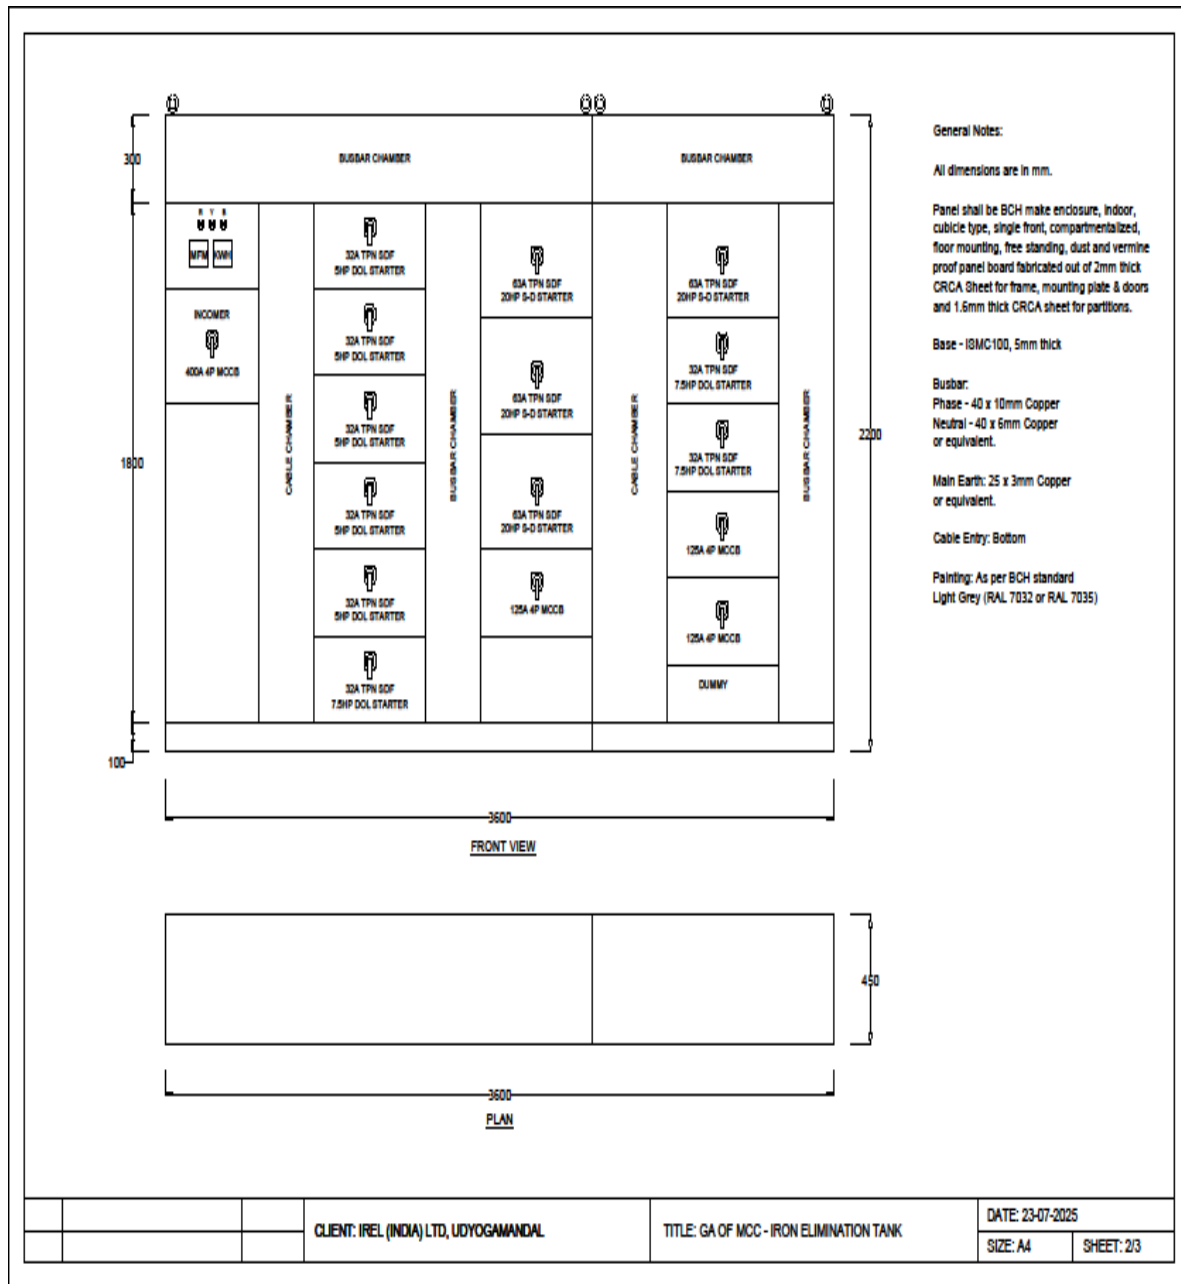 BUSBAR CHAMBER
BUSBAR CHAMBER
300
R Y B
MFM
KWH
INCOMER
400A 4P MCCB
CABLE CHAMBER
32A TPN SDF
5HP DOL STARTER
32A TPN SDF
5HP DOL STARTER
32A TPN SDF
5HP DOL STARTER
32A TPN SDF
5HP DOL STARTER
32A TPN SDF
5HP DOL STARTER
32A TPN SDF
7.5HP DOL STARTER
BUSBAR CHAMBER
63A TPN SDF
20HP S-D STARTER
63A TPN SDF
20HP S-D STARTER
63A TPN SDF
20HP S-D STARTER
125A 4P MCCB
CABLE CHAMBER
63A TPN SDF
20HP S-D STARTER
32A TPN SDF
7.5HP DOL STARTER
32A TPN SDF
7.5HP DOL STARTER
125A 4P MCCB
125A 4P MCCB
DUMMY
BUSBAR CHAMBER
1800
2200
100
3600
FRONT VIEW
450
3600
PLAN
General Notes:
All dimensions are in mm.
Panel shall be BCH make enclosure, indoor,
cubicle type, single front, compartmentalized,
floor mounting, free standing, dust and vermine
proof panel board fabricated out of 2mm thick
CRCA Sheet for frame, mounting plate & doors
and 1.6mm thick CRCA sheet for partitions.
Base - ISMC100, 5mm thick
Busbar:
Phase - 40 x 10mm Copper
Neutral - 40 x 6mm Copper
or equivalent.
Main Earth: 25 x 3mm Copper
or equivalent.
Cable Entry: Bottom
Painting: As per BCH standard
Light Grey (RAL 7032 or RAL 7035)
CLIENT: IREL (INDIA) LTD, UDYOGAMANDAL
TITLE: GA OF MCC - IRON ELIMINATION TANK
DATE: 23-07-2025
SIZE: A4
SHEET: 2/3